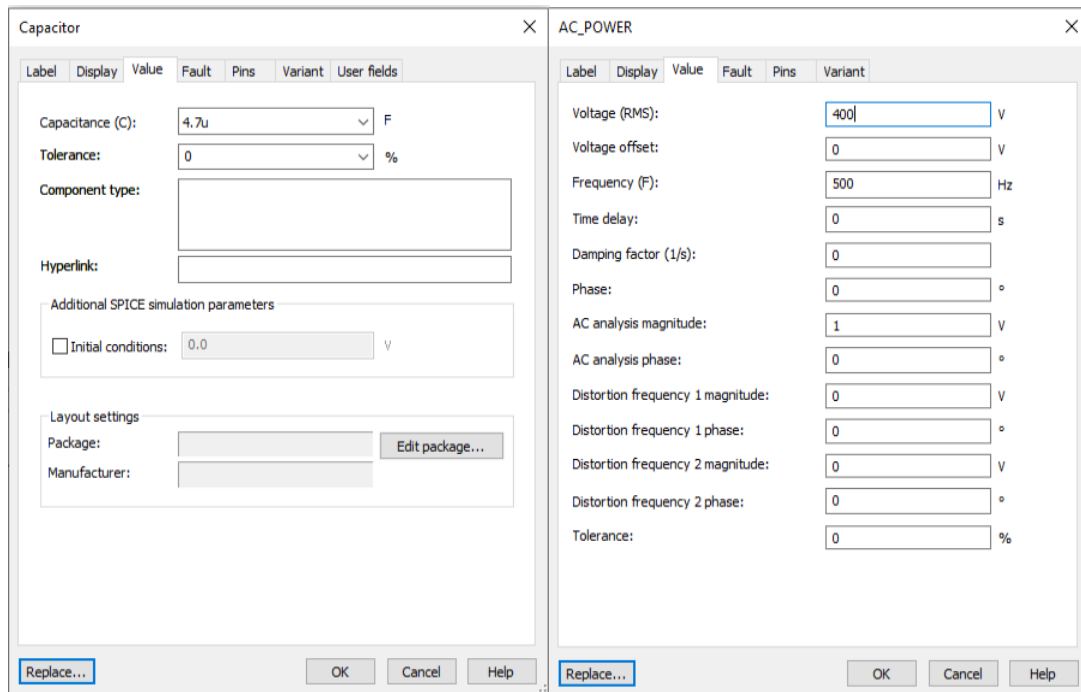 Capacitor
Label Display Value Fault Pins Variant User fields
Capacitance (C): 4.7u F
Tolerance: 0 %
Component type:
Hyperlink:
Additional SPICE simulation parameters
Initial conditions: 0.0 V
Layout settings
Package: Edit package...
Manufacturer:
Replace... OK Cancel Help
AC_POWER
Label Display Value Fault Pins Variant
Voltage (RMS): 400 V
Voltage offset: 0 V
Frequency (F): 500 Hz
Time delay: 0 s
Damping factor (1/s): 0
Phase: 0 °
AC analysis magnitude: 1 V
AC analysis phase: 0 °
Distortion frequency 1 magnitude: 0 V
Distortion frequency 1 phase: 0 °
Distortion frequency 2 magnitude: 0 V
Distortion frequency 2 phase: 0 °
Tolerance: 0 %
Replace... OK Cancel Help